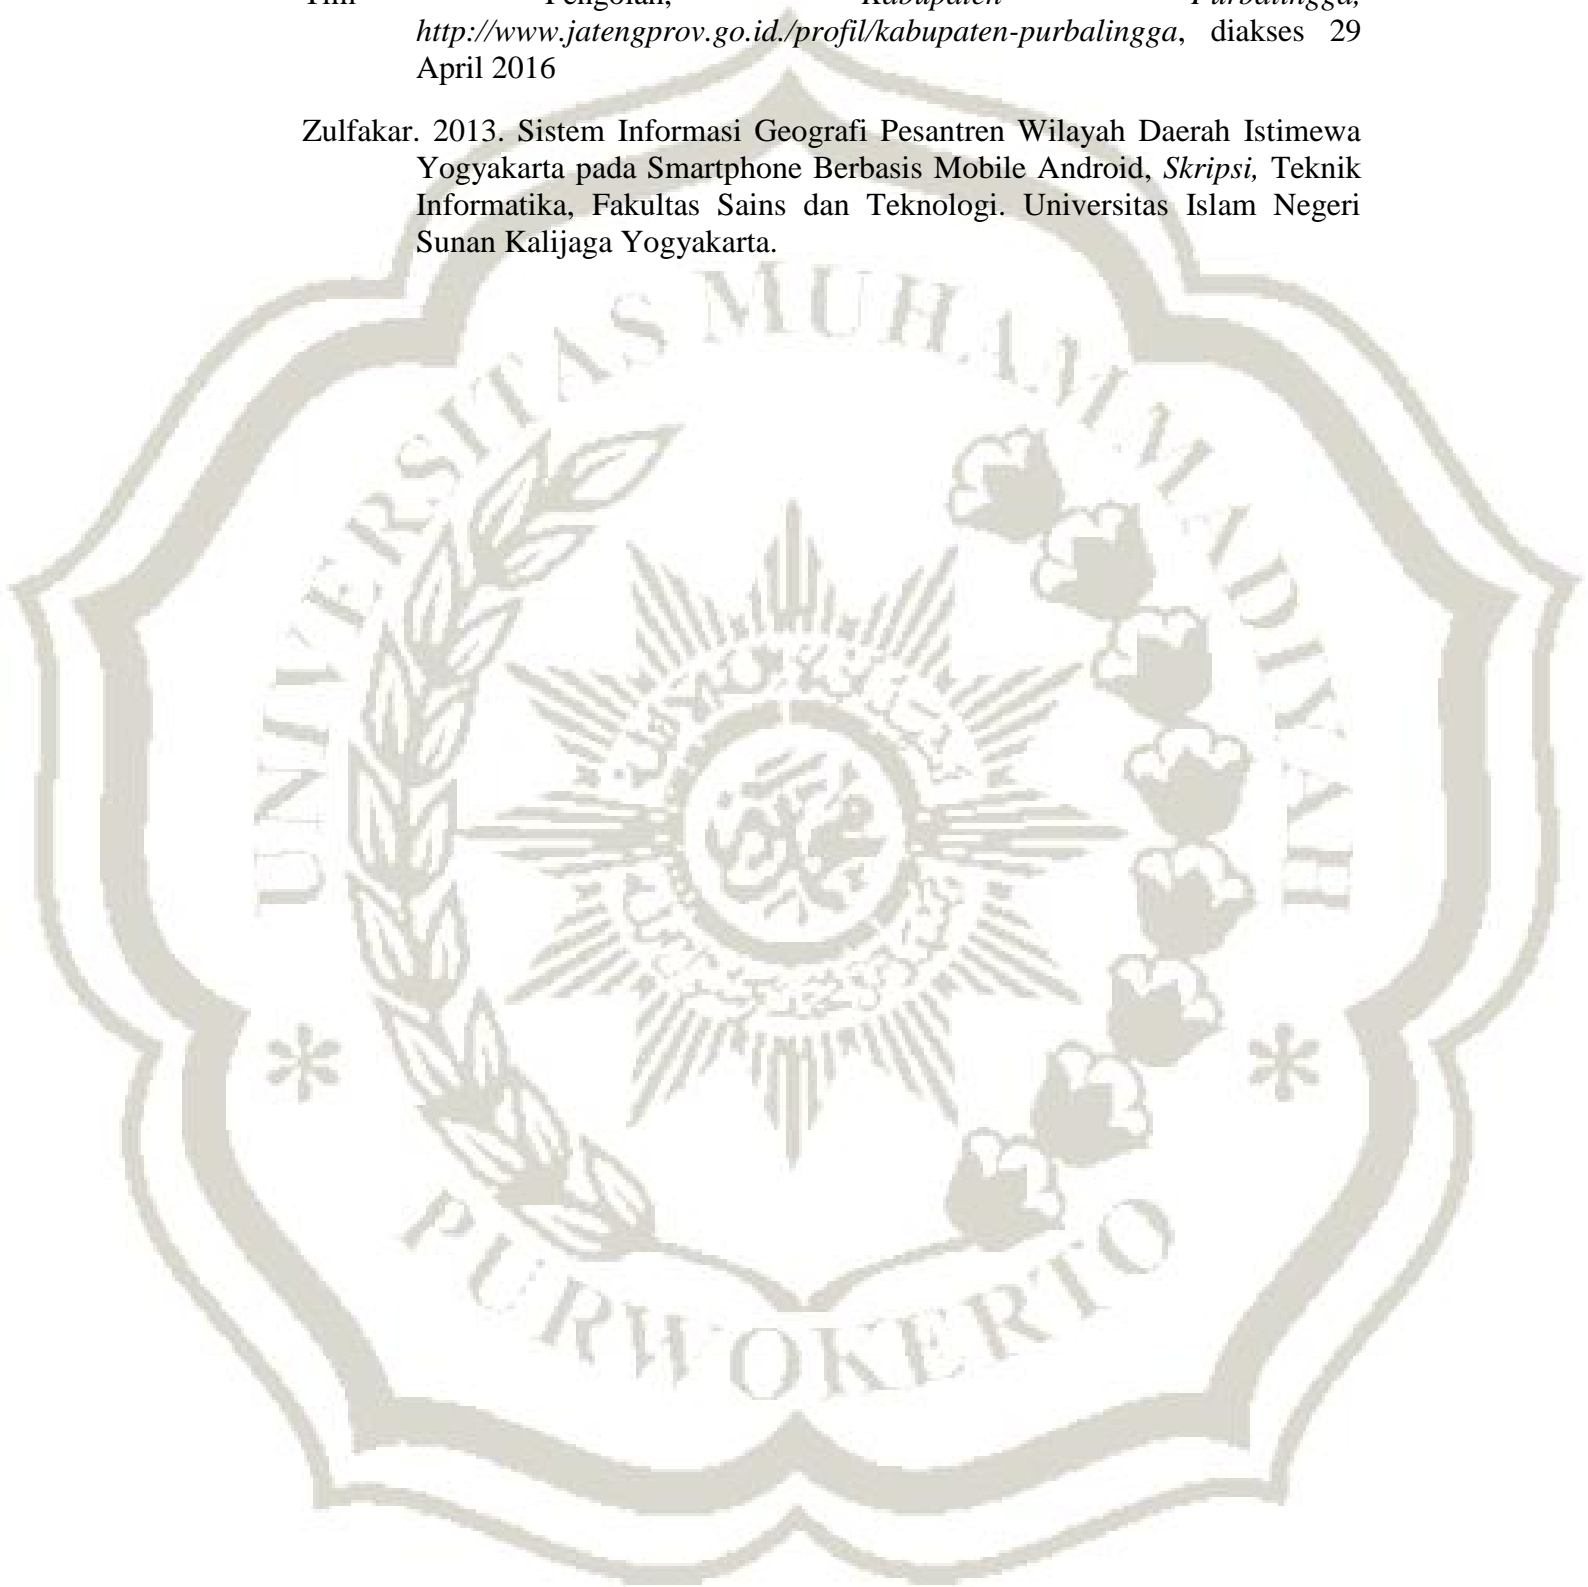 Tim Pengolah, Kabupaten Purbalingga,
http://www.jatengprov.go.id./profil/kabupaten-purbalingga, diakses 29
April 2016
Zulfakar. 2013. Sistem Informasi Geografi Pesantren Wilayah Daerah Istimewa
Yogyakarta pada Smartphone Berbasis Mobile Android, Skripsi, Teknik
Informatika, Fakultas Sains dan Teknologi. Universitas Islam Negeri
Sunan Kalijaga Yogyakarta.
UNIVERSITAS MUHAMMADIYAH
PURWOKERTO